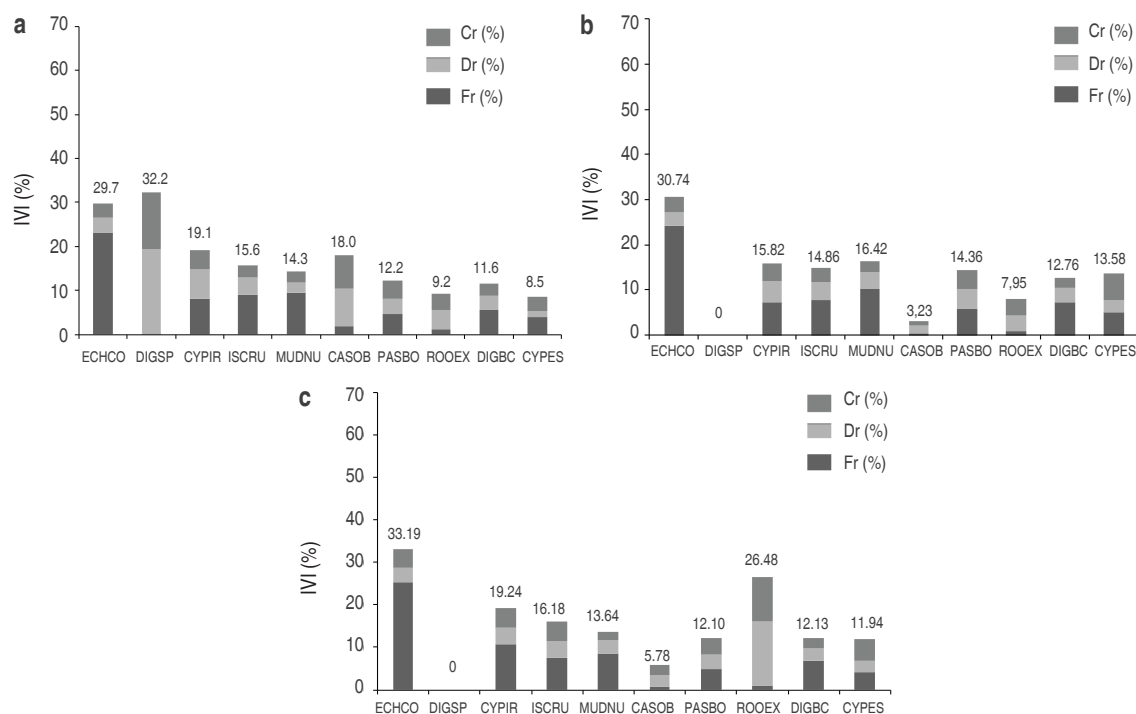 a
IVI (%)
70
60
50
40
30
20
10
0
Cr (%)
Dr (%)
Fr (%)
29.7 32.2 19.1 15.6 14.3 18.0 12.2 9.2 11.6 8.5
ECHCO DIGSP CYPIR ISCRU MUDNU CASOB PASBO ROOEX DIGBC CYPES
b
IVI (%)
70
60
50
40
30
20
10
0
Cr (%)
Dr (%)
Fr (%)
30.74 0 15.82 14.86 16.42 3,23 14.36 7,95 12.76 13.58
ECHCO DIGSP CYPIR ISCRU MUDNU CASOB PASBO ROOEX DIGBC CYPES
c
IVI (%)
70
60
50
40
30
20
10
0
Cr (%)
Dr (%)
Fr (%)
33.19 0 19.24 16.18 13.64 5.78 12.10 26.48 12.13 11.94
ECHCO DIGSP CYPIR ISCRU MUDNU CASOB PASBO ROOEX DIGBC CYPES